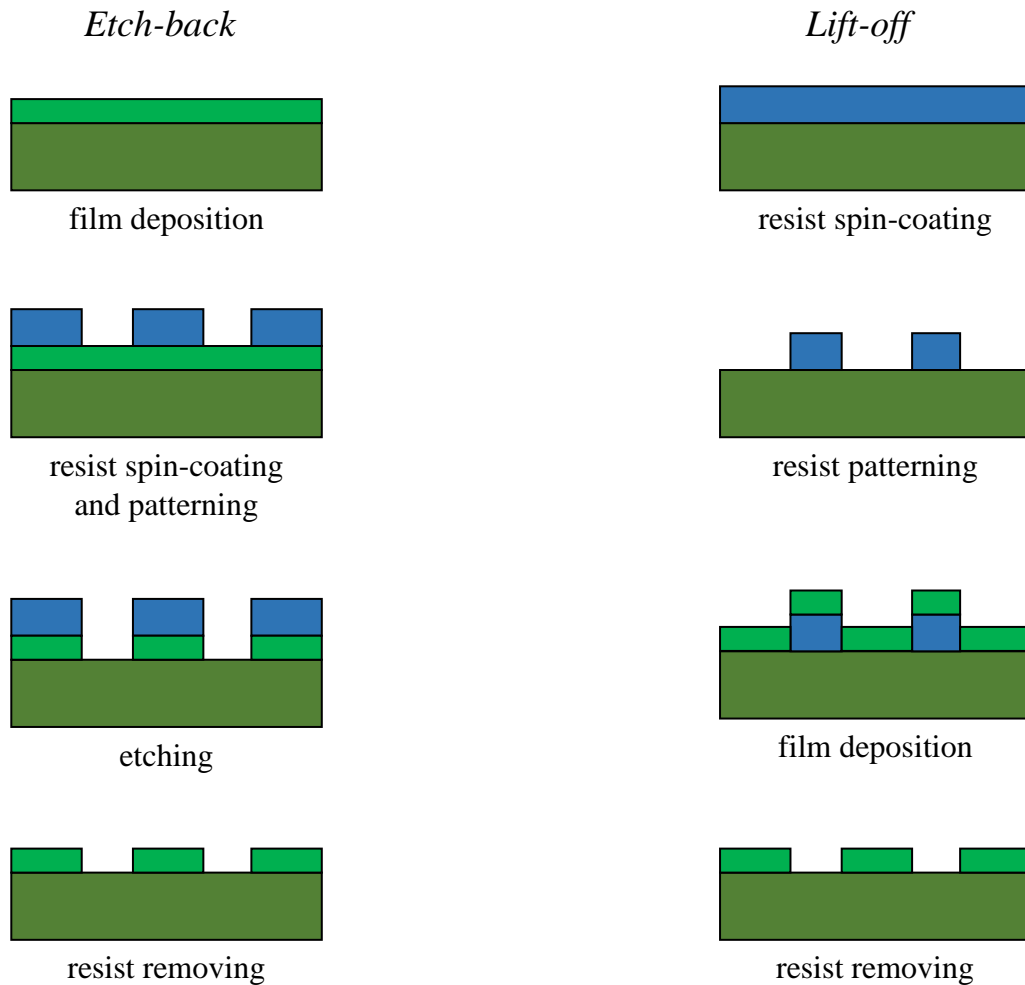 Etch-back
film deposition
resist spin-coating
and patterning
etching
resist removing
Lift-off
resist spin-coating
resist patterning
film deposition
resist removing